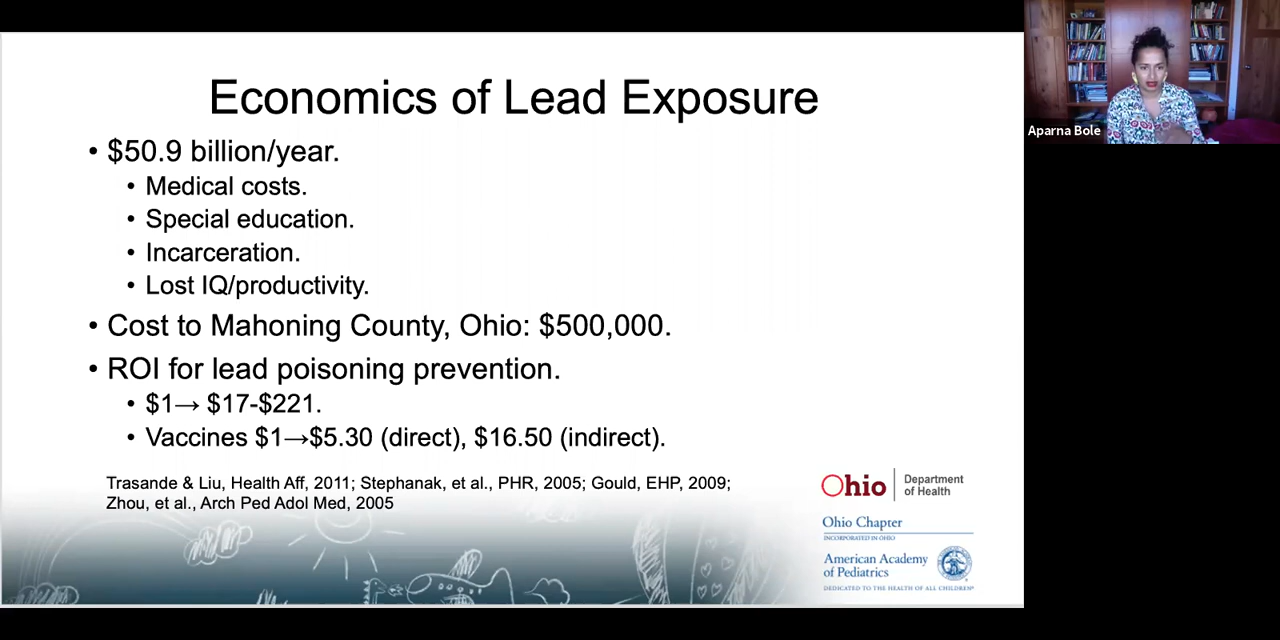 Economics of Lead Exposure
• $50.9 billion/year.
• Medical costs.
• Special education.
• Incarceration.
• Lost IQ/productivity.
• Cost to Mahoning County, Ohio: $500,000.
• ROI for lead poisoning prevention.
• $1→ $17-$221.
• Vaccines $1→$5.30 (direct), $16.50 (indirect).
Trasande & Liu, Health Aff, 2011; Stephanak, et al., PHR, 2005; Gould, EHP, 2009;
Zhou, et al., Arch Ped Adol Med, 2005
Ohio
Department
of Health
Ohio Chapter
INCORPORATED IN OHIO
American Academy
of Pediatrics
DEDICATED TO THE HEALTH OF ALL CHILDREN®
Aparna Bole